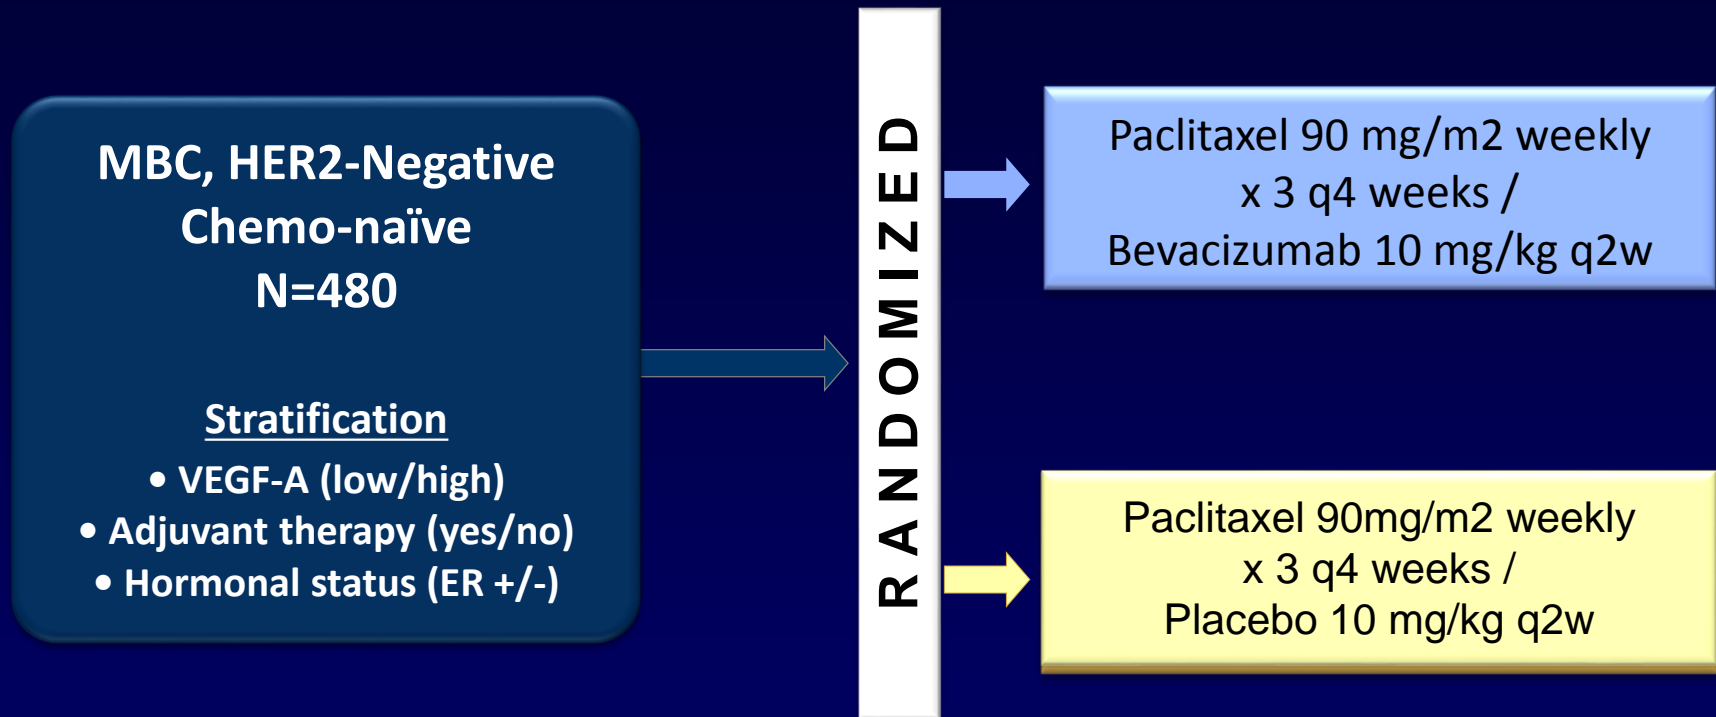 MBC, HER2-Negative
Chemo-naïve
N=480
Stratification
• VEGF-A (low/high)
• Adjuvant therapy (yes/no)
• Hormonal status (ER +/-)
RANDOMIZED
Paclitaxel 90 mg/m2 weekly
x 3 q4 weeks /
Bevacizumab 10 mg/kg q2w
Paclitaxel 90mg/m2 weekly
x 3 q4 weeks /
Placebo 10 mg/kg q2w